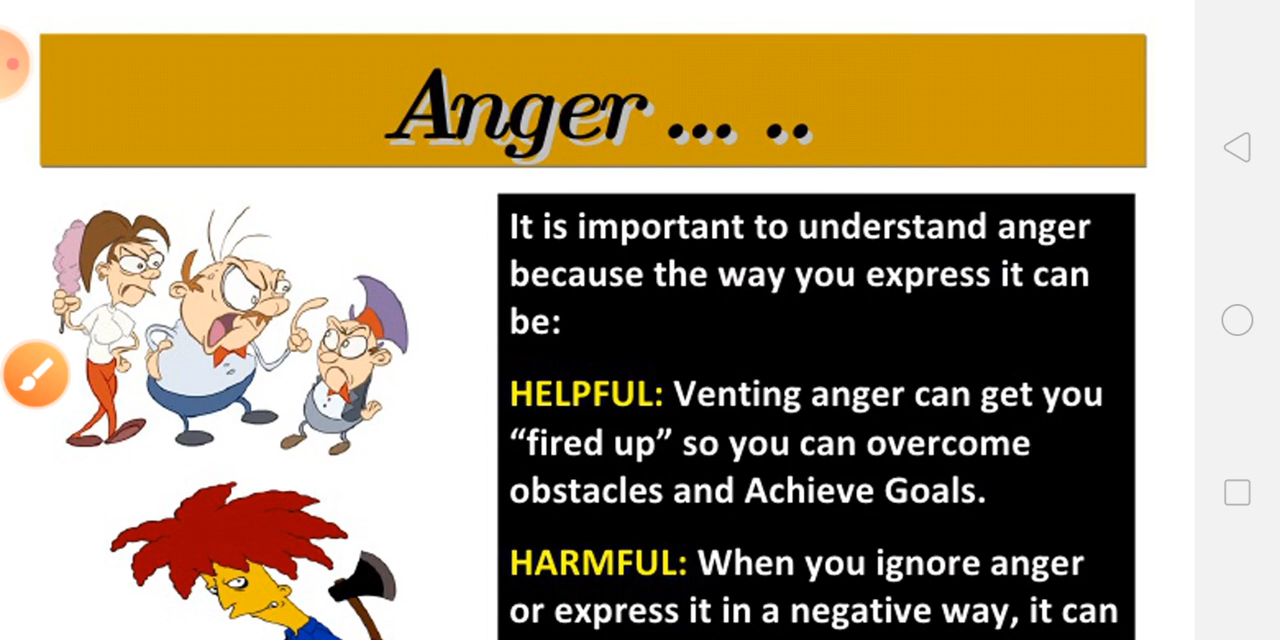 Anger... ..
It is important to understand anger
because the way you express it can
be:
HELPFUL: Venting anger can get you
“fired up” so you can overcome
obstacles and Achieve Goals.
HARMFUL: When you ignore anger
or express it in a negative way, it can